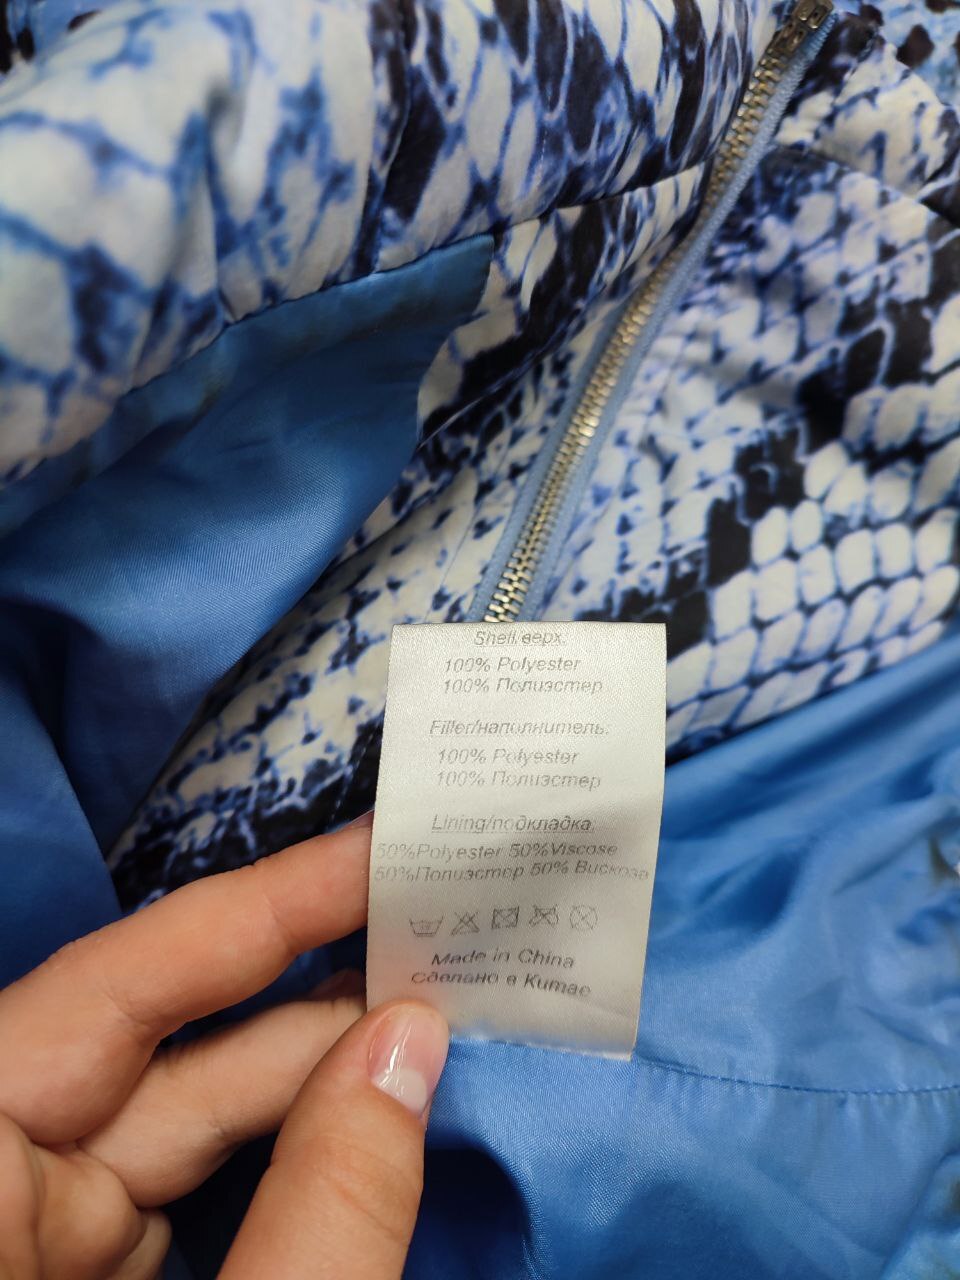 Shell верх.
100% Polyester
100% Полиэстер
Filler/наполнитель:
100% Polyester
100% Полиэстер
Lining/подкладка.
50%Polyester 50%Viscose
50%Полиэстер 50% Вискоза
Made in China
Сделано в Китае